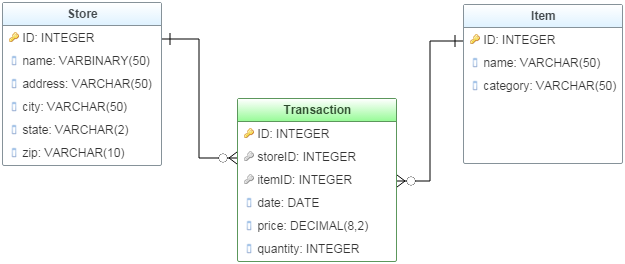 Store
ID: INTEGER
name: VARBINARY(50)
address: VARCHAR(50)
city: VARCHAR(50)
state: VARCHAR(2)
zip: VARCHAR(10)
Transaction
ID: INTEGER
storeID: INTEGER
itemID: INTEGER
date: DATE
price: DECIMAL(8,2)
quantity: INTEGER
Item
ID: INTEGER
name: VARCHAR(50)
category: VARCHAR(50)